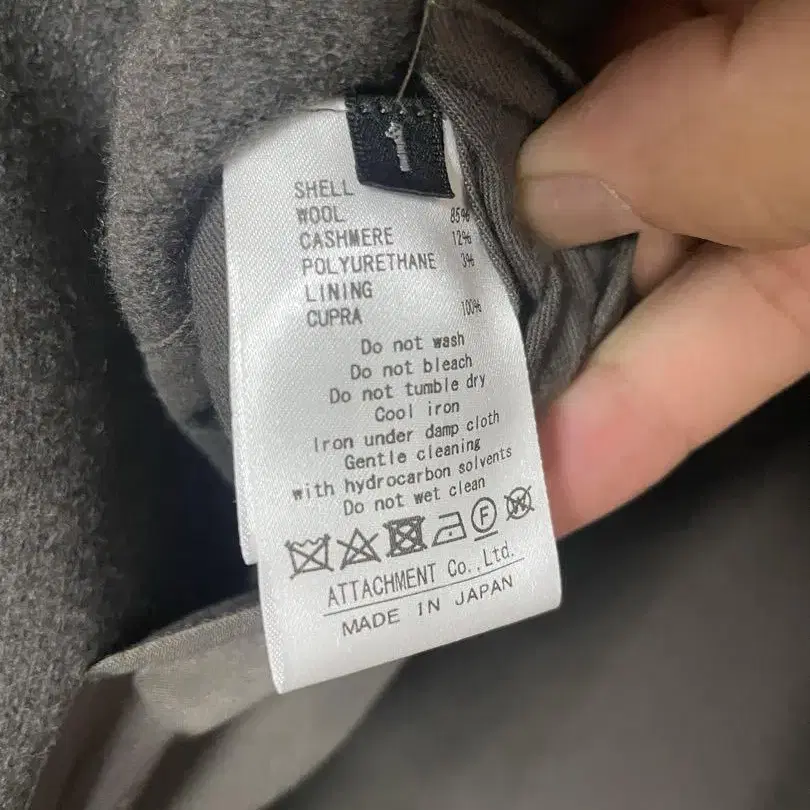 1
SHELL
WOOL 85%
CASHMERE 12%
POLYURETHANE 3%
LINING
CUPRA 100%
Do not wash
Do not bleach
Do not tumble dry
Cool iron
Iron under damp cloth
Gentle cleaning
with hydrocarbon solvents
Do not wet clean
F W
ATTACHMENT Co.,Ltd.
MADE IN JAPAN